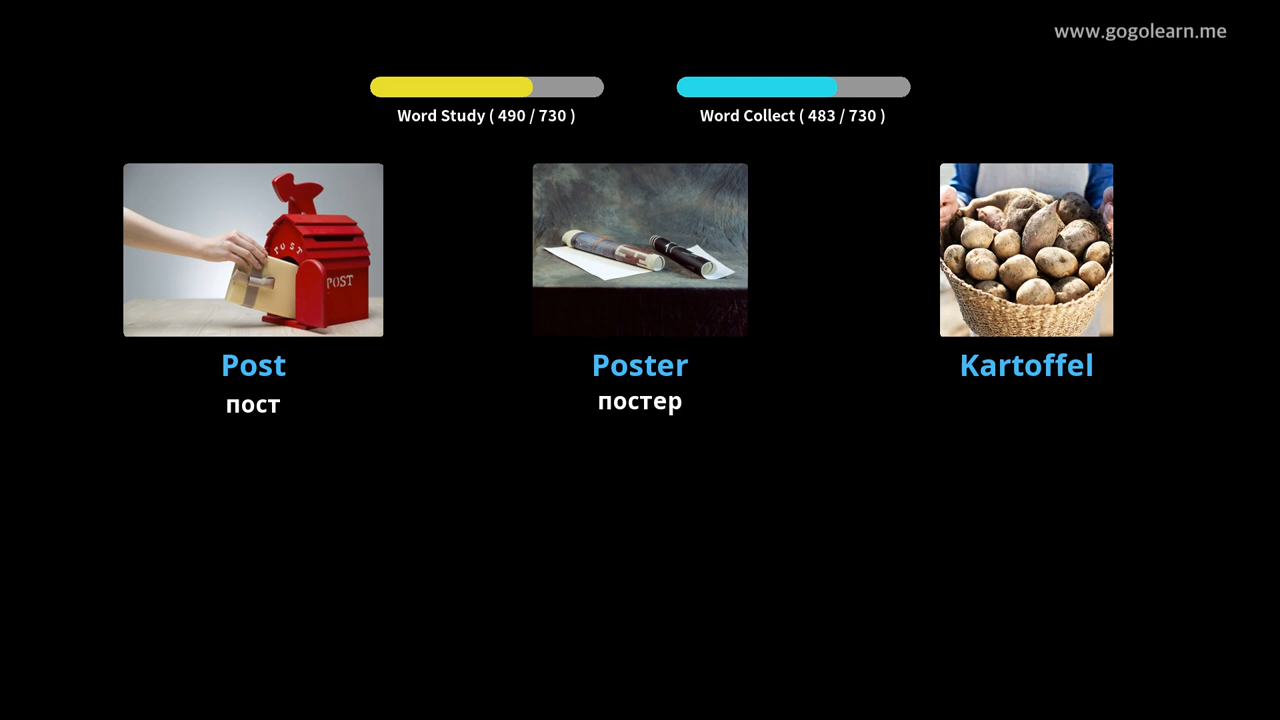 www.gogolearn.me
Word Study ( 490 / 730 )
Word Collect ( 483 / 730 )
POST
POST
Post
Poster
Kartoffel
пост
постер